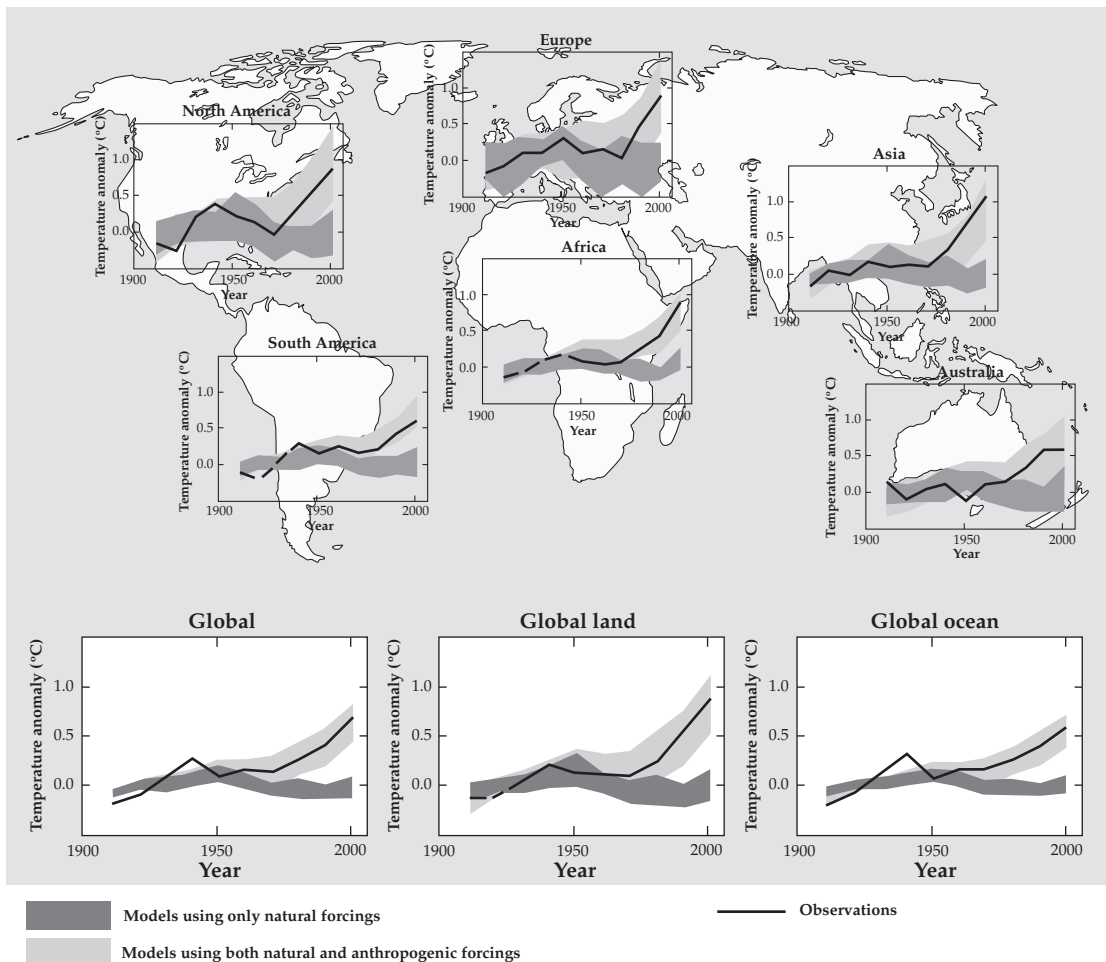 Europe
Temperature anomaly (°C)
1.0
0.5
0.0
1900
1950
2000
Year
North America
Temperature anomaly (°C)
1.0
0.5
0.0
1900
1950
2000
Year
Asia
Temperature anomaly (°C)
1.0
0.5
0.0
1900
1950
2000
Year
Africa
Temperature anomaly (°C)
1.0
0.5
0.0
1900
1950
2000
Year
South America
Temperature anomaly (°C)
1.0
0.5
0.0
1900
1950
2000
Year
Australia
Temperature anomaly (°C)
1.0
0.5
0.0
1900
1950
2000
Year
Global
Temperature anomaly (°C)
1.0
0.5
0.0
1900
1950
2000
Year
Global land
Temperature anomaly (°C)
1.0
0.5
0.0
1900
1950
2000
Year
Global ocean
Temperature anomaly (°C)
1.0
0.5
0.0
1900
1950
2000
Year
Models using only natural forcings
Observations
Models using both natural and anthropogenic forcings